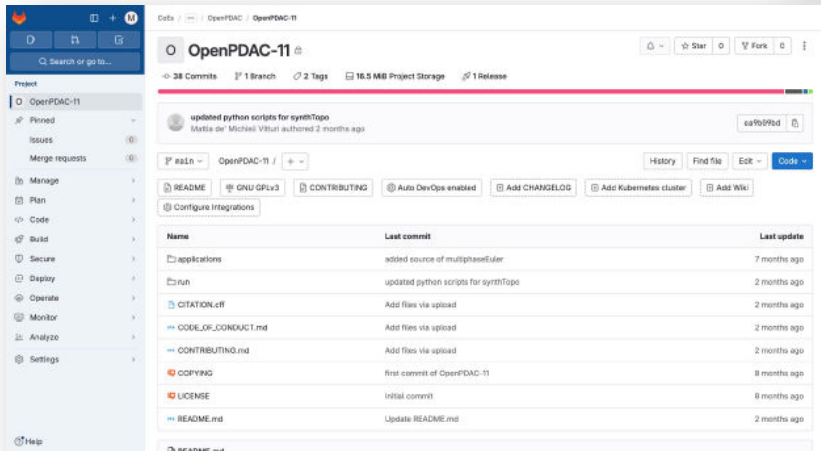 M
CoEs / ... / OpenPDAC / OpenPDAC-11
Search or go to...
Project
O OpenPDAC-11
Pinned
Issues 0
Merge requests 0
Manage
Plan
Code
Build
Secure
Deploy
Operate
Monitor
Analyze
Settings
Help
O OpenPDAC-11
Star 0
Fork 0
38 Commits 1 Branch 2 Tags 16.5 MiB Project Storage 1 Release
updated python scripts for synthTopo
Mattia de' Michieli Vitturi authored 2 months ago
ea9b09bd
main OpenPDAC-11 / +
History Find file Edit Code
README GNU GPLv3 CONTRIBUTING Auto DevOps enabled Add CHANGELOG Add Kubernetes cluster Add Wiki
Configure Integrations
Name Last commit Last update
applications added source of multiphaseEuler 7 months ago
run updated python scripts for synthTopo 2 months ago
CITATION.cff Add files via upload 2 months ago
CODE_OF_CONDUCT.md Add files via upload 2 months ago
CONTRIBUTING.md Add files via upload 2 months ago
COPYING first commit of OpenPDAC-11 8 months ago
LICENSE Initial commit 8 months ago
README.md Update README.md 2 months ago
README.md